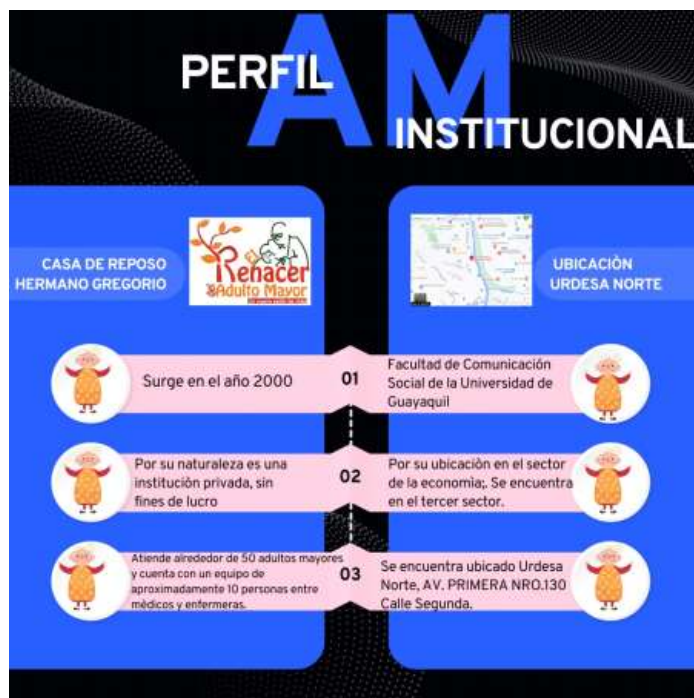 AM
PERFIL
INSTITUCIONAL
CASA DE REPOSO
HERMANO GREGORIO
Renacer
Adulto Mayor
UBICACIÒN
URDESA NORTE
Surge en el año 2000
01
Facultad de Comunicación
Social de la Universidad de
Guayaquil
Por su naturaleza es una
institución privada, sin
fines de lucro
02
Por su ubicaciòn en el sector
de la economìa;. Se encuentra
en el tercer sector.
Atiende alrededor de 50 adultos mayores
y cuenta con un equipo de
aproximadamente 10 personas entre
médicos y enfermeras.
03
Se encuentra ubicado Urdesa
Norte, AV. PRIMERA NRO.130
Calle Segunda,